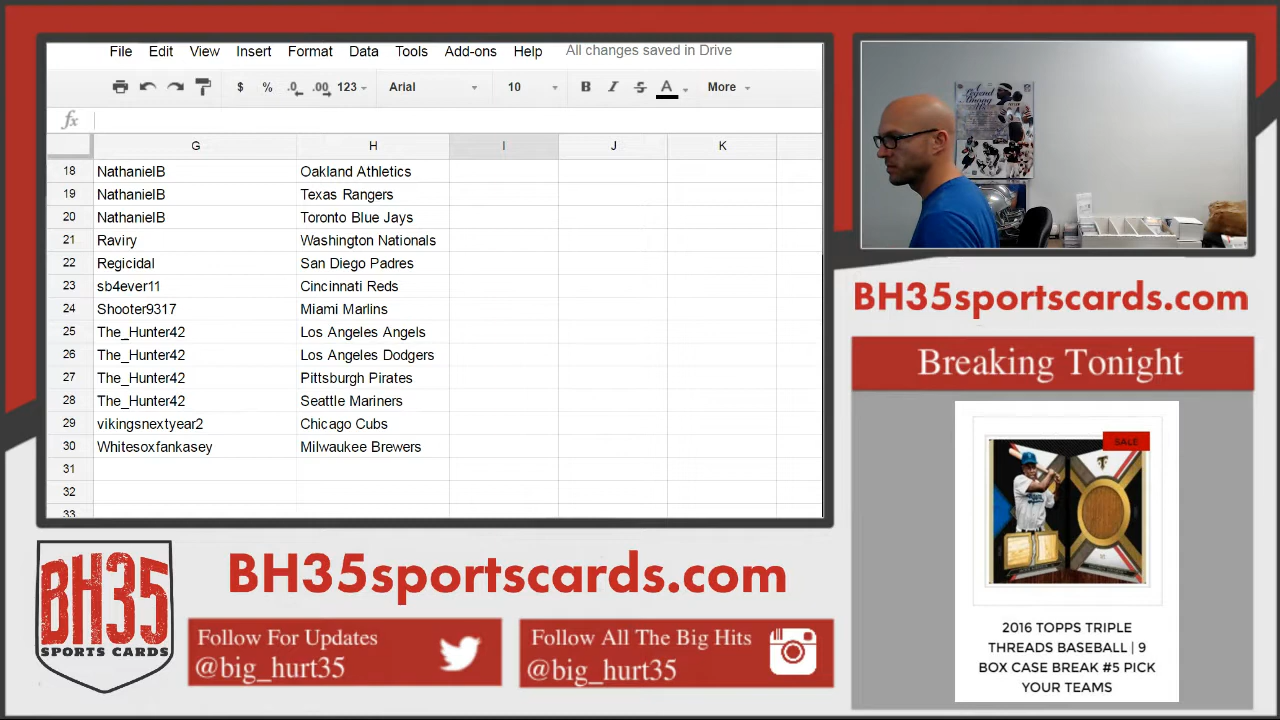 File Edit View Insert Format Data Tools Add-ons Help All changes saved in Drive
$ % .0 .00 123 Arial 10 B I S A More
fx
G H I J K
18 NathanielB Oakland Athletics
19 NathanielB Texas Rangers
20 NathanielB Toronto Blue Jays
21 Raviry Washington Nationals
22 Regicidal San Diego Padres
23 sb4ever11 Cincinnati Reds
24 Shooter9317 Miami Marlins
25 The_Hunter42 Los Angeles Angels
26 The_Hunter42 Los Angeles Dodgers
27 The_Hunter42 Pittsburgh Pirates
28 The_Hunter42 Seattle Mariners
29 vikingsnextyear2 Chicago Cubs
30 Whitesoxfankasey Milwaukee Brewers
31
32
33
Legend
Among
BH35sportscards.com
Breaking Tonight
SALE
2016 TOPPS TRIPLE
THREADS BASEBALL | 9
BOX CASE BREAK #5 PICK
YOUR TEAMS
BH35
SPORTS CARDS
BH35sportscards.com
Follow For Updates
@big_hurt35
Follow All The Big Hits
@big_hurt35